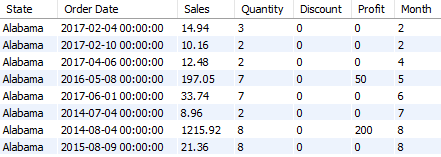 State Order Date Sales Quantity Discount Profit Month
Alabama 2017-02-04 00:00:00 14.94 3 0 0 2
Alabama 2017-02-10 00:00:00 10.16 2 0 0 2
Alabama 2017-04-06 00:00:00 12.48 2 0 0 4
Alabama 2016-05-08 00:00:00 197.05 7 0 50 5
Alabama 2017-06-01 00:00:00 33.74 7 0 0 6
Alabama 2014-07-04 00:00:00 8.96 2 0 0 7
Alabama 2014-08-04 00:00:00 1215.92 8 0 200 8
Alabama 2015-08-09 00:00:00 21.36 8 0 0 8